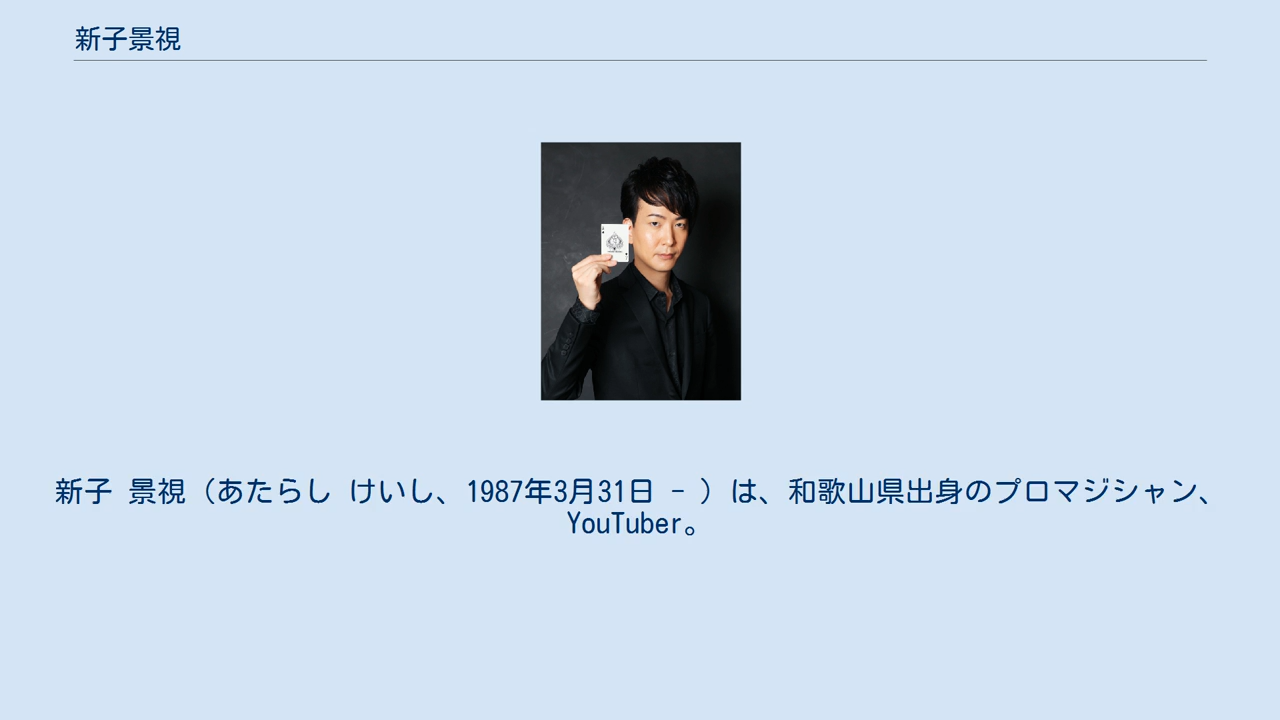 新子景視
新子 景視（あたらし けいし、1987年3月31日 - ）は、和歌山県出身のプロマジシャン、
YouTuber。